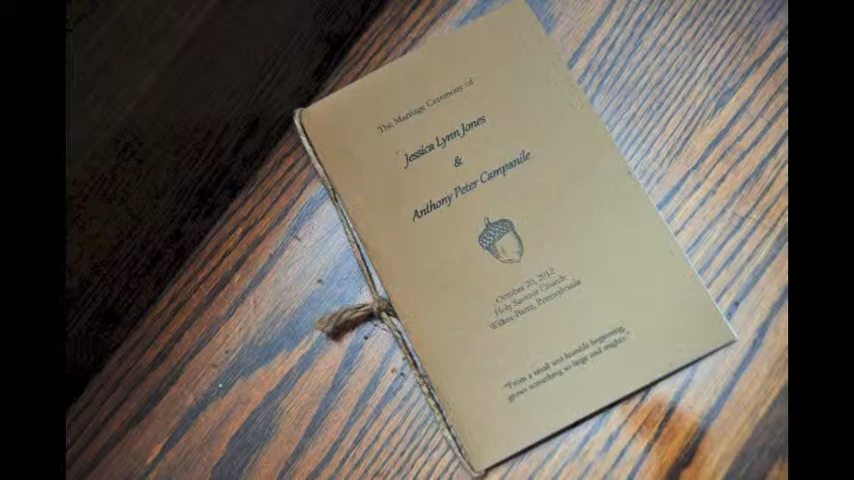 The Marriage Ceremony of
Jessica Lynn Jones
&
Anthony Peter Campanile
October 20, 2012
Holy Saviour Church
Wilkes-Barre, Pennsylvania
"From a small and humble beginning,
grows something so large and mighty."